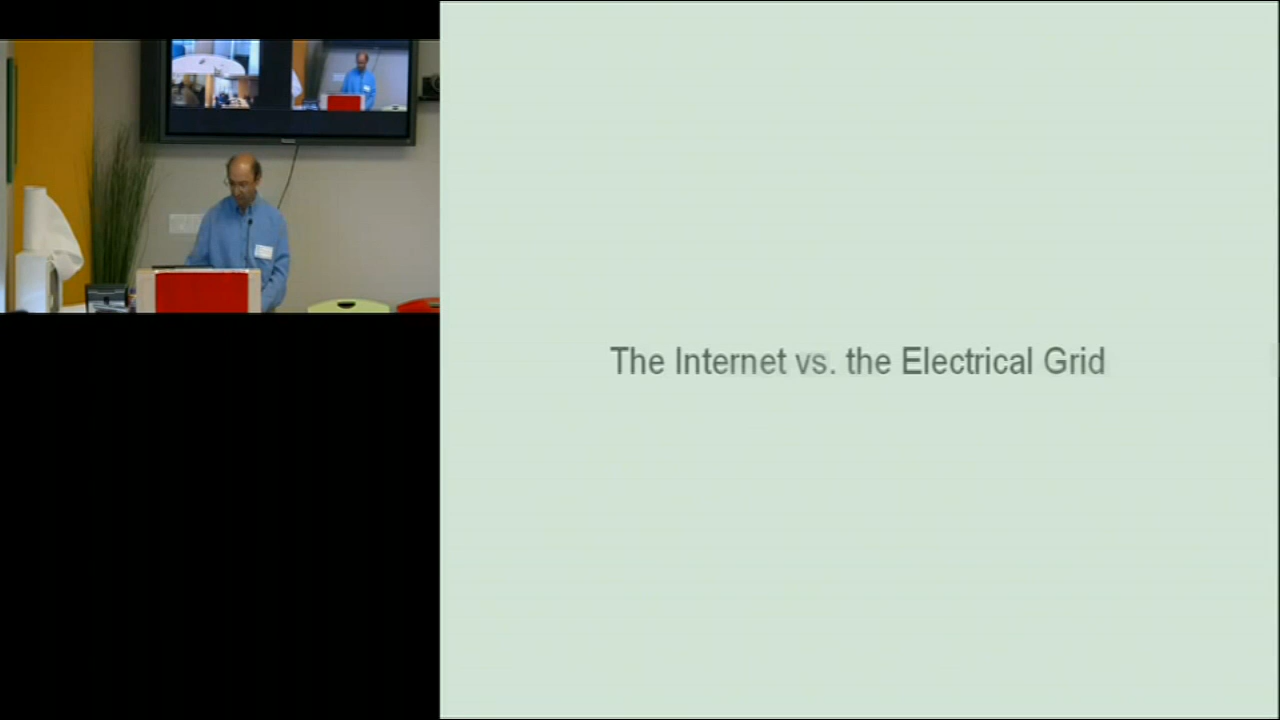 The Internet vs. the Electrical Grid